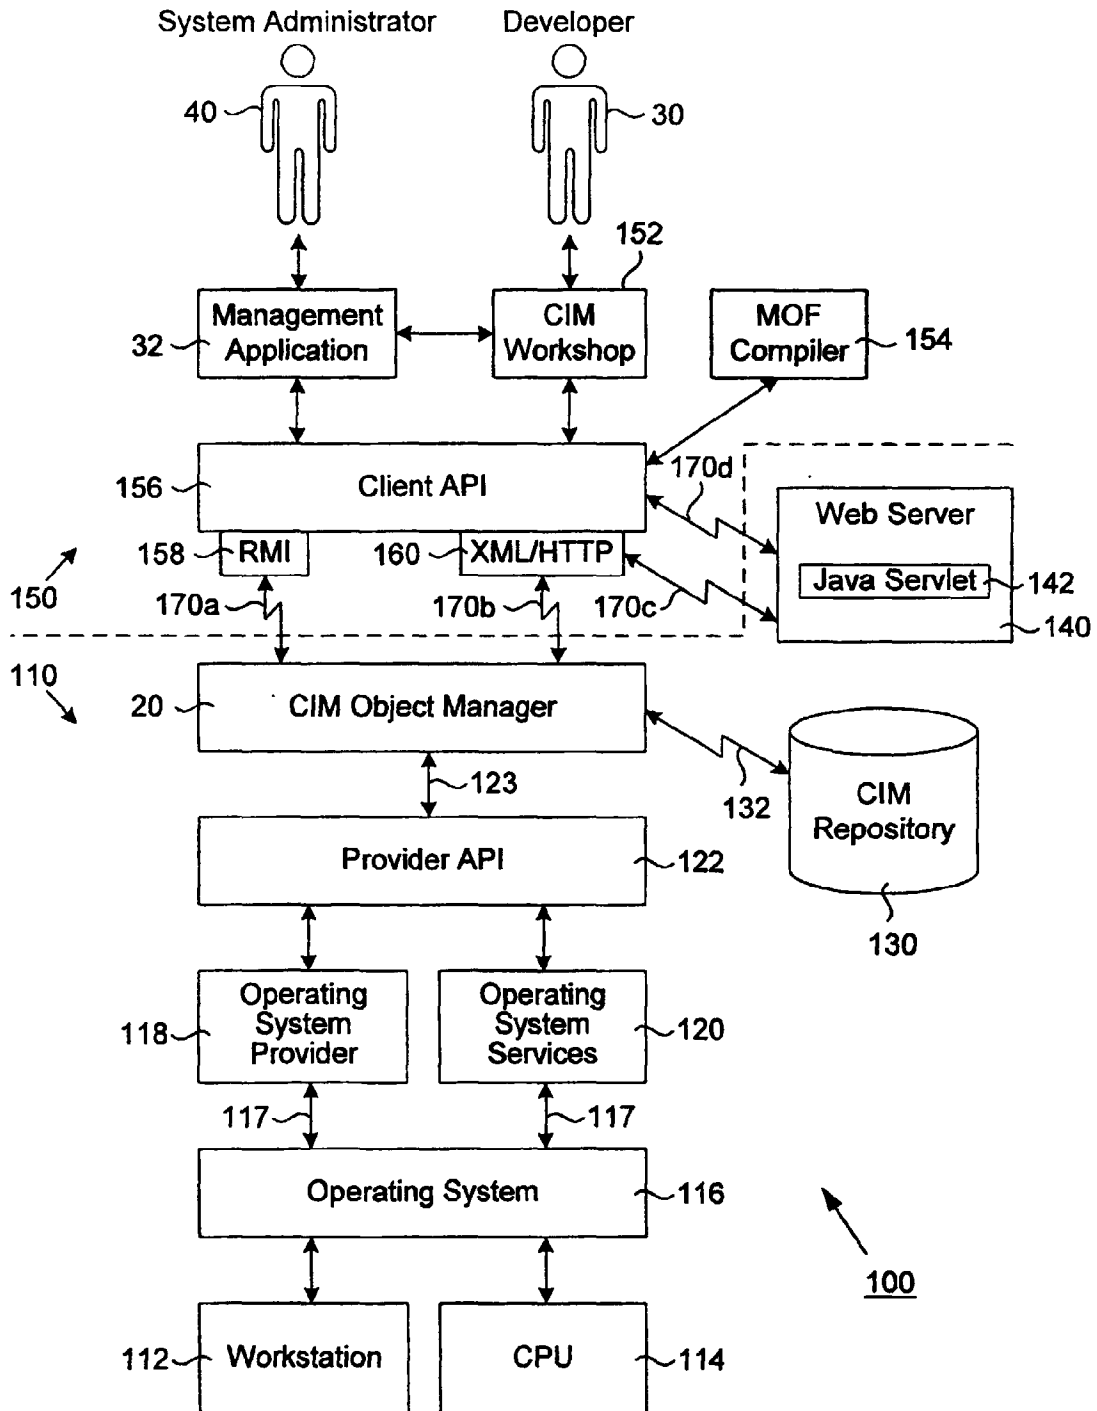 System Administrator
Developer
40
30
152
Management
Application
32
CIM
Workshop
MOF
Compiler
154
156
Client API
170d
Web Server
158
RMI
160
XML/HTTP
Java Servlet
142
150
170a
170b
170c
140
110
20
CIM Object Manager
123
132
CIM
Repository
Provider API
122
130
118
Operating
System
Provider
Operating
System
Services
120
117
117
Operating System
116
100
112
Workstation
CPU
114